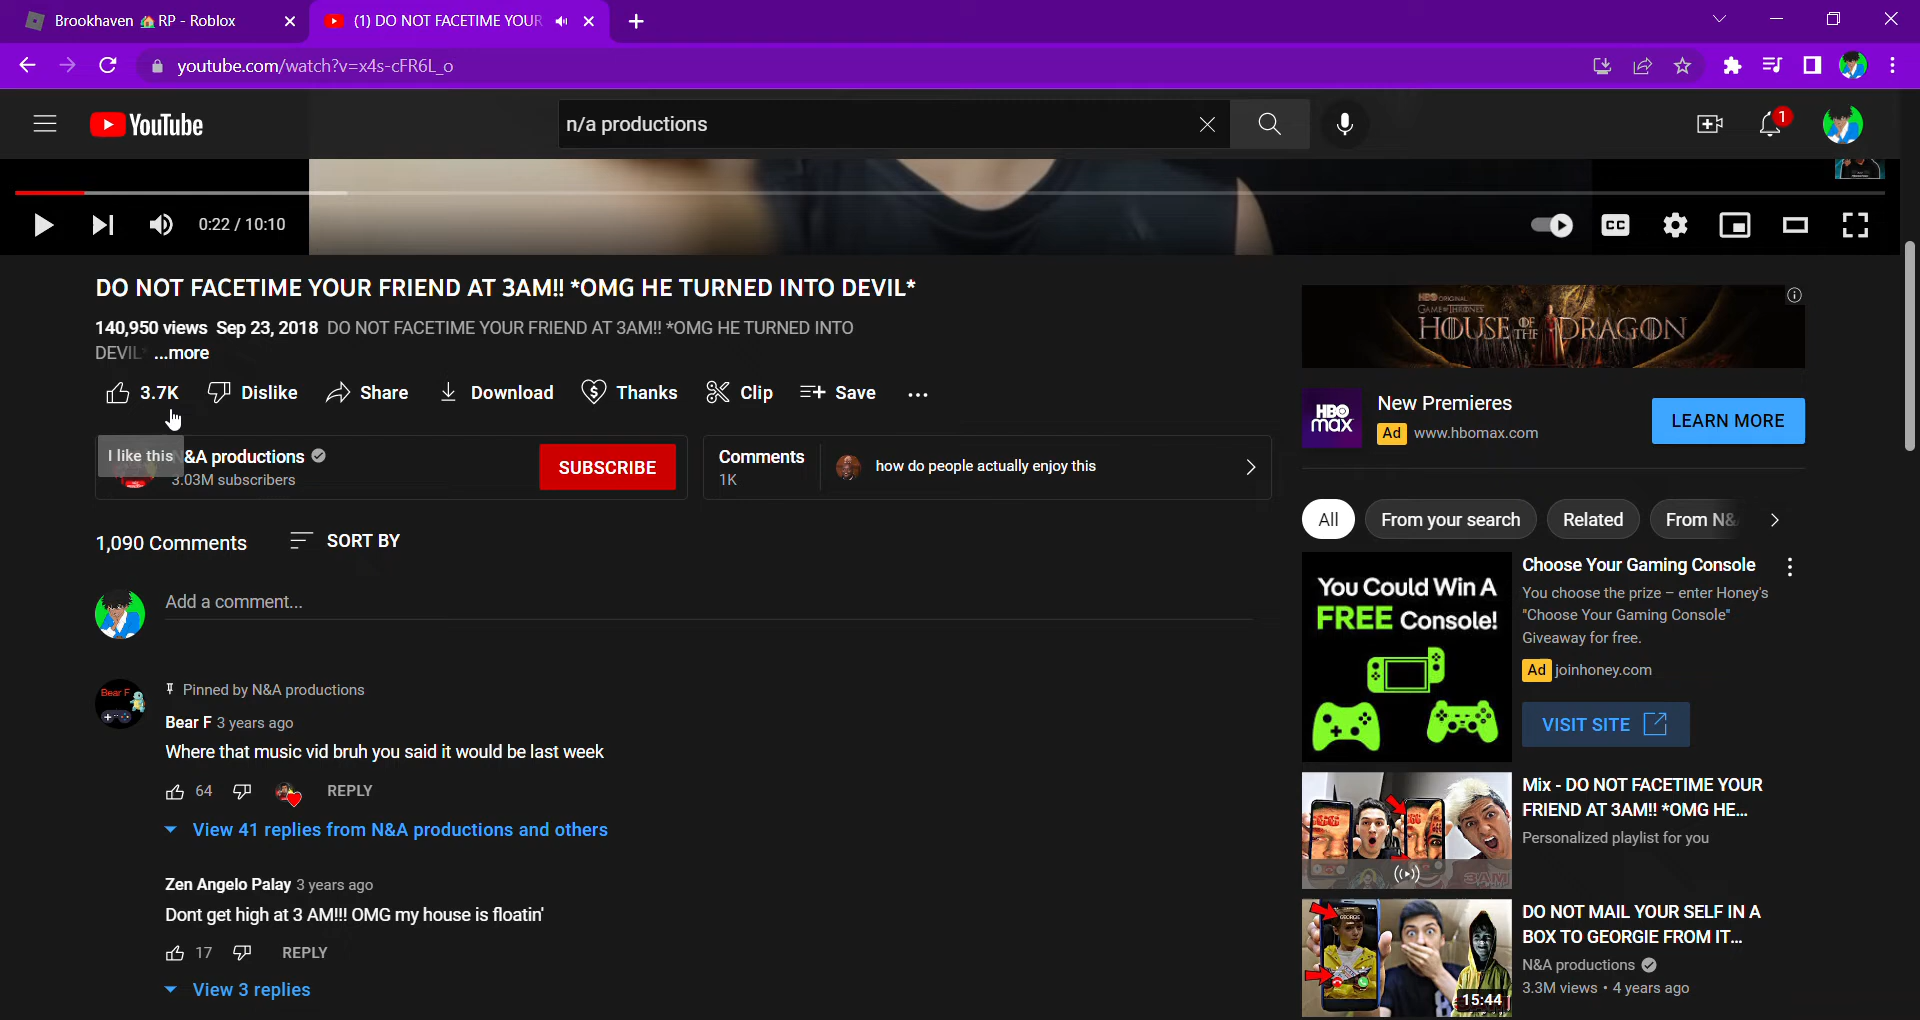 Brookhaven 🏠RP - Roblox
(1) DO NOT FACETIME YOUR
youtube.com/watch?v=x4s-cFR6L_o
YouTube
n/a productions
1
0:22 / 10:10
CC
DO NOT FACETIME YOUR FRIEND AT 3AM!! *OMG HE TURNED INTO DEVIL*
140,950 views Sep 23, 2018 DO NOT FACETIME YOUR FRIEND AT 3AM!! *OMG HE TURNED INTO
DEVIL* ...more
3.7K Dislike Share Download Thanks Clip Save ...
I like this
N&A productions
3.03M subscribers
SUBSCRIBE
Comments
1K
how do people actually enjoy this
1,090 Comments
SORT BY
Add a comment...
Bear F
Pinned by N&A productions
Bear F 3 years ago
Where that music vid bruh you said it would be last week
64 REPLY
View 41 replies from N&A productions and others
Zen Angelo Palay 3 years ago
Dont get high at 3 AM!!! OMG my house is floatin'
17 REPLY
View 3 replies
HBO ORIGINAL
GAME OF THRONES
HOUSE OF THE DRAGON
HBO
max
New Premieres
Ad www.hbomax.com
LEARN MORE
All From your search Related From N&
You Could Win A
FREE Console!
Choose Your Gaming Console
You choose the prize – enter Honey's
"Choose Your Gaming Console"
Giveaway for free.
Ad joinhoney.com
VISIT SITE
3AM
Mix - DO NOT FACETIME YOUR
FRIEND AT 3AM!! *OMG HE...
Personalized playlist for you
GEORGIE
15:44
DO NOT MAIL YOUR SELF IN A
BOX TO GEORGIE FROM IT...
N&A productions
3.3M views • 4 years ago